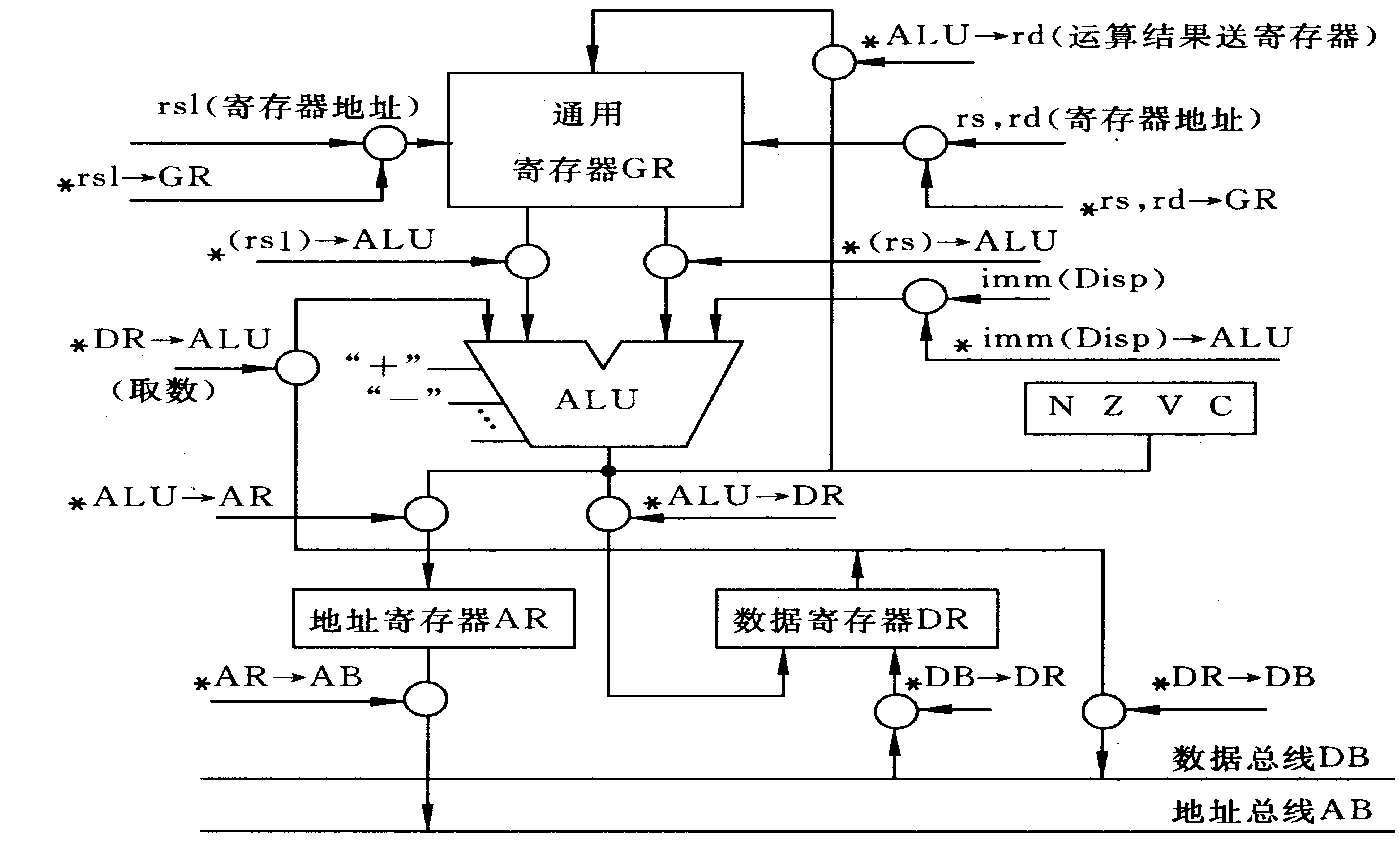 *ALU→rd(运算结果送寄存器)
rs1(寄存器地址)
通用
寄存器GR
rs,rd(寄存器地址)
*rs1→GR
*rs,rd→GR
*(rs1)→ALU
*(rs)→ALU
imm(Disp)
*DR→ALU
(取数)
*imm(Disp)→ALU
“+”
“—”
⋱
ALU
N Z V C
*ALU→AR
*ALU→DR
地址寄存器AR
数据寄存器DR
*AR→AB
*DB→DR
*DR→DB
数据总线DB
地址总线AB